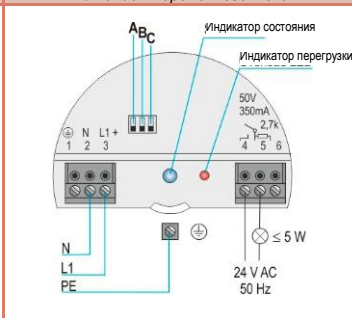 A B C
Индикатор состояния
Индикатор перегрузки
50V
350mA
2,7k
N L1 +
1 2 3
4 5 6
N
L1
PE
≤ 5 W
24 V AC
50 Hz